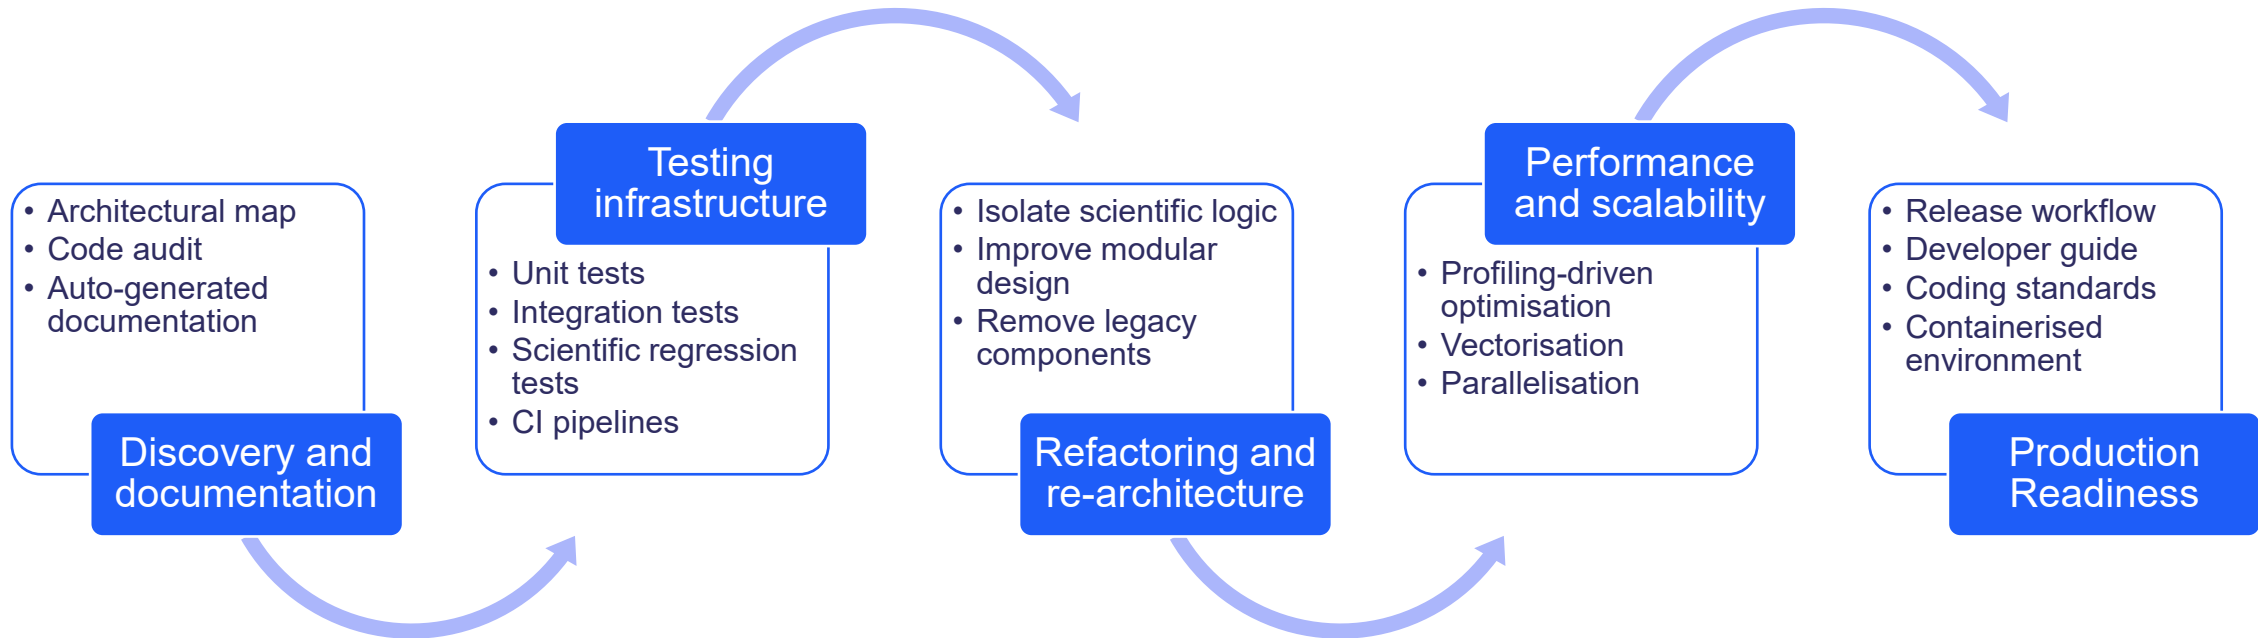 • Architectural map
• Code audit
• Auto-generated
documentation
Discovery and
documentation
Testing
infrastructure
• Unit tests
• Integration tests
• Scientific regression
tests
• CI pipelines
• Isolate scientific logic
• Improve modular
design
• Remove legacy
components
Refactoring and
re-architecture
Performance
and scalability
• Profiling-driven
optimisation
• Vectorisation
• Parallelisation
• Release workflow
• Developer guide
• Coding standards
• Containerised
environment
Production
Readiness